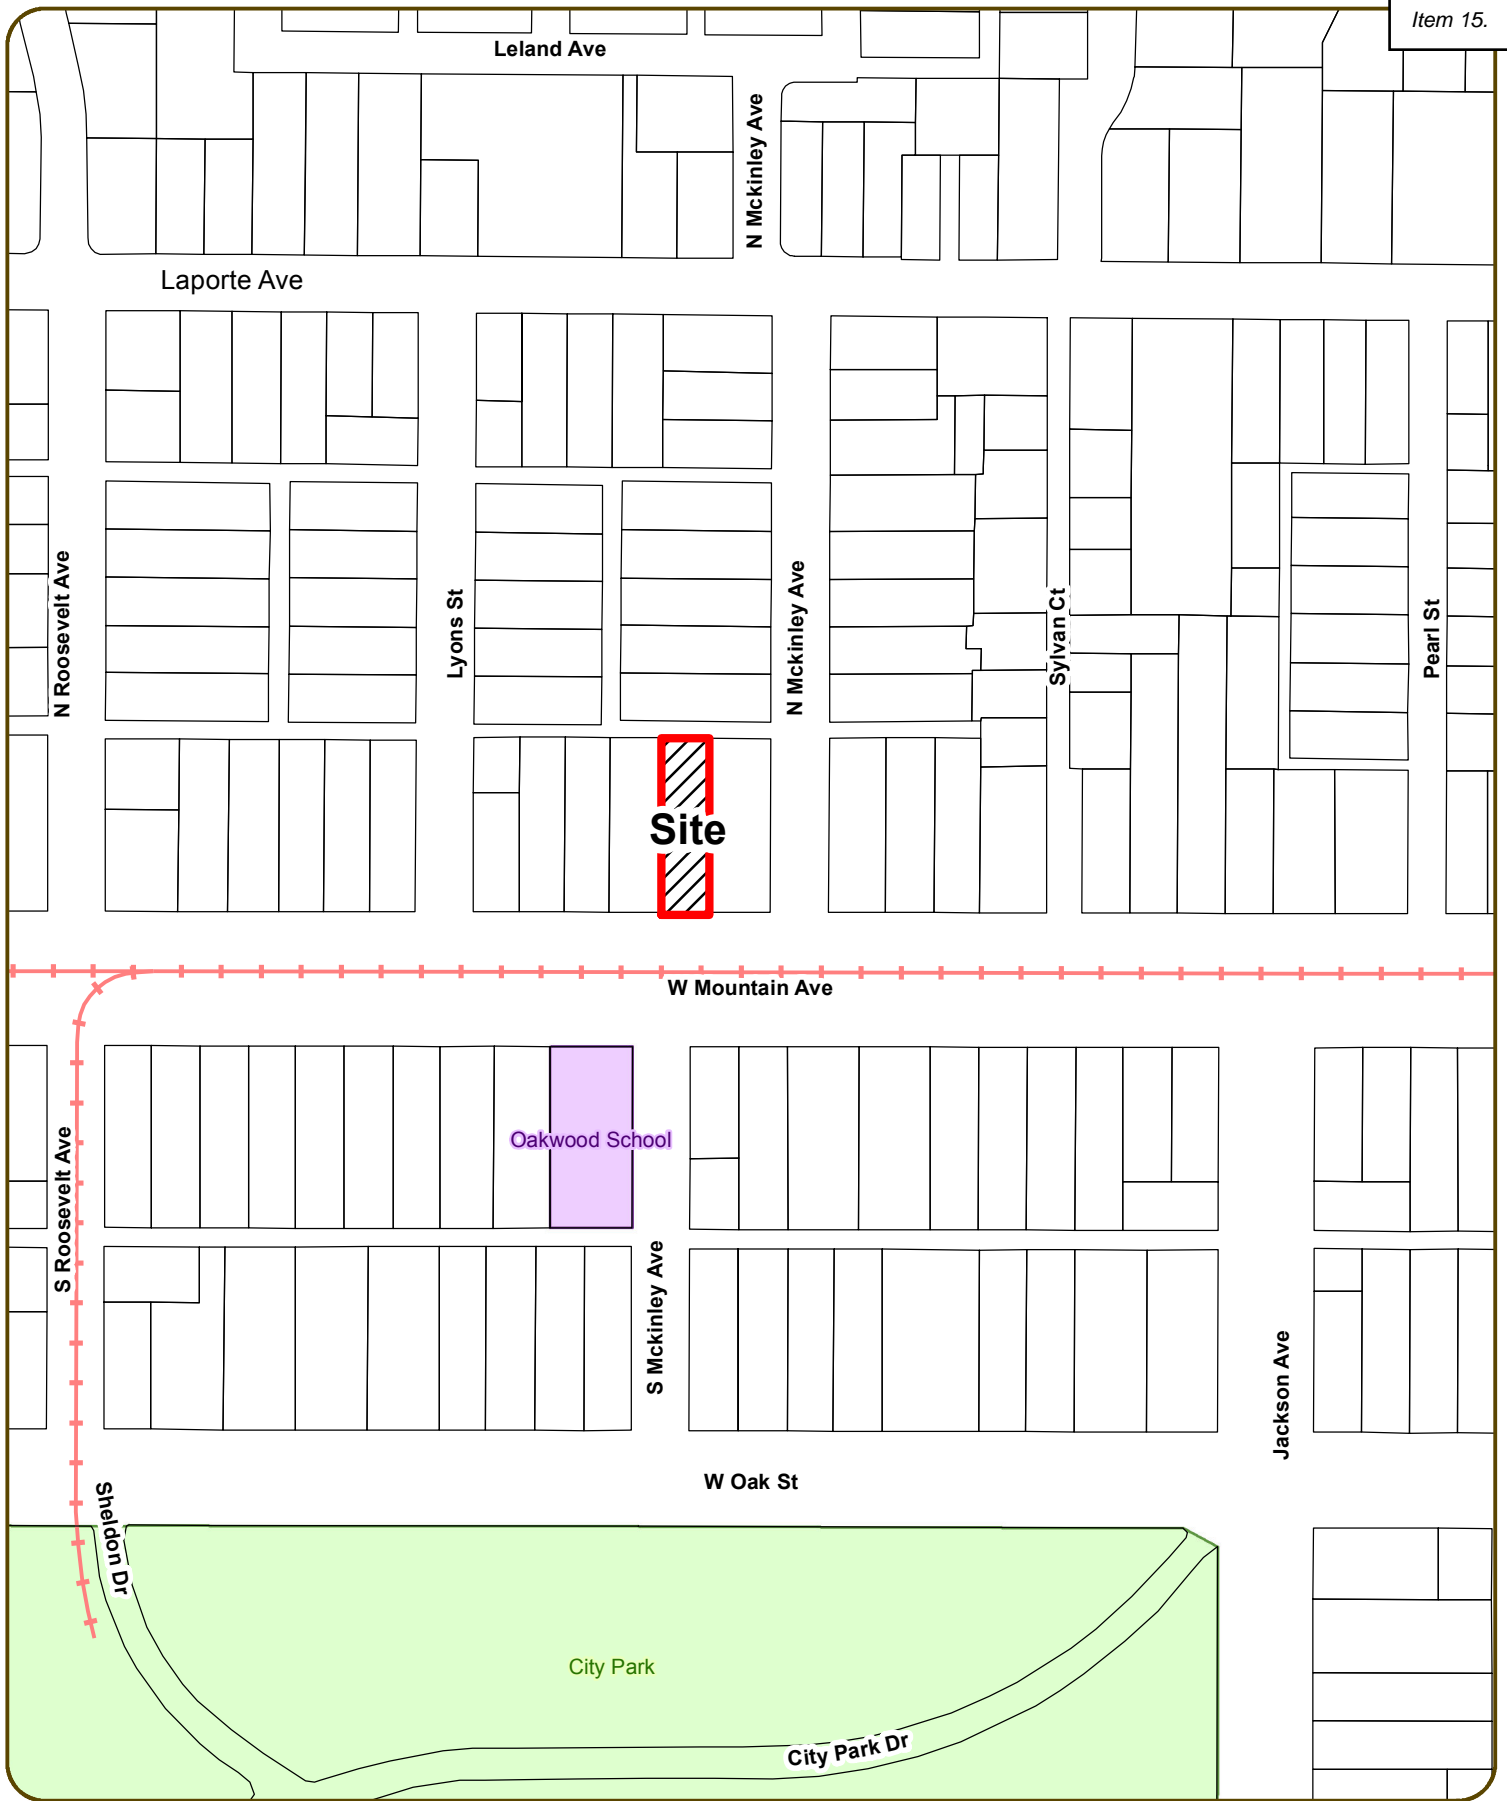 Item 15.
Leland Ave
N Mckinley Ave
Laporte Ave
N Roosevelt Ave
Lyons St
N Mckinley Ave
Sylvan Ct
Pearl St
Site
W Mountain Ave
Oakwood School
S Roosevelt Ave
S Mckinley Ave
Jackson Ave
W Oak St
Sheldon Dr
City Park
City Park Dr